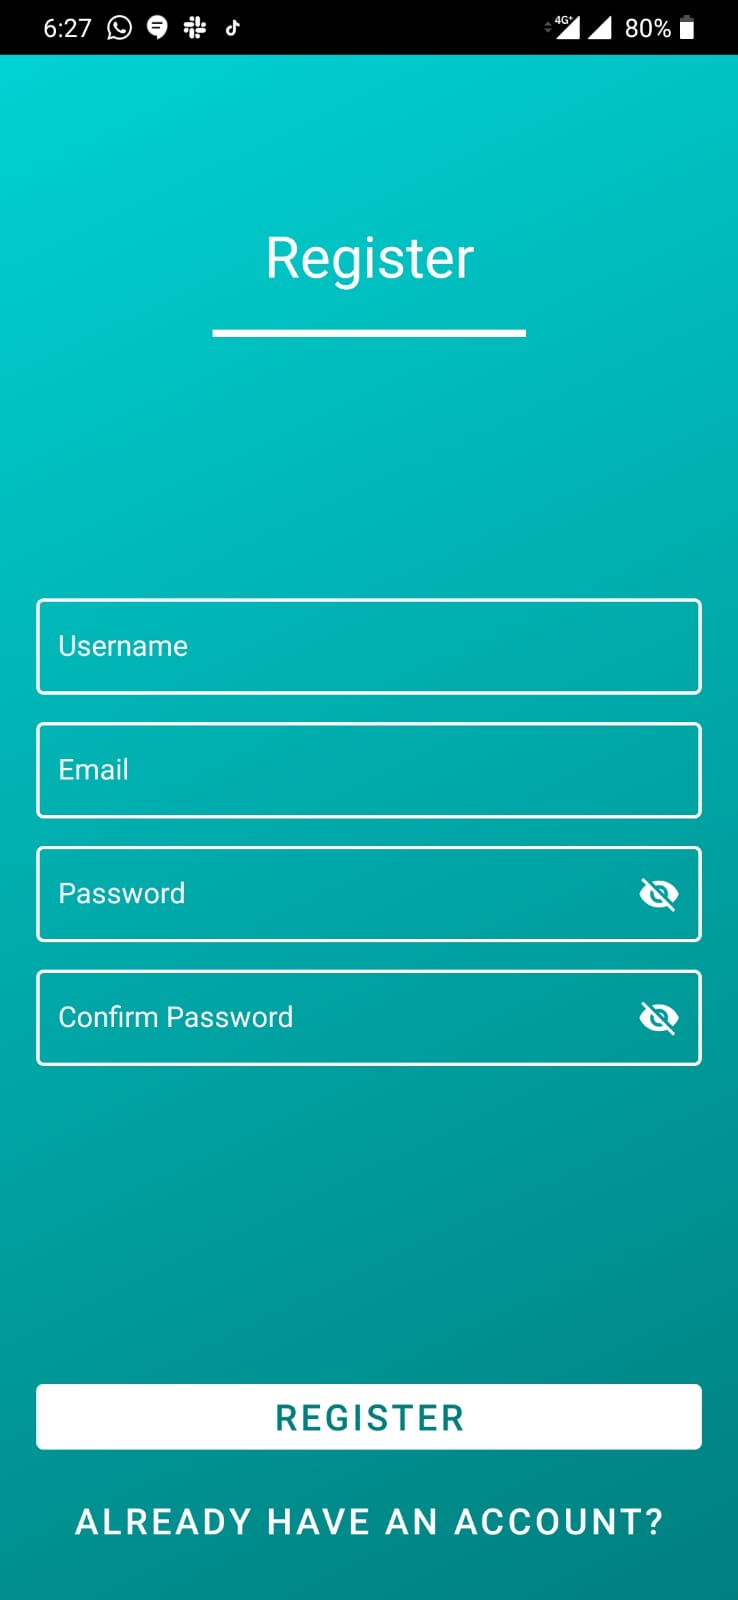 6:27 4G+ 80%
Register
Username
Email
Password
Confirm Password
REGISTER
ALREADY HAVE AN ACCOUNT?